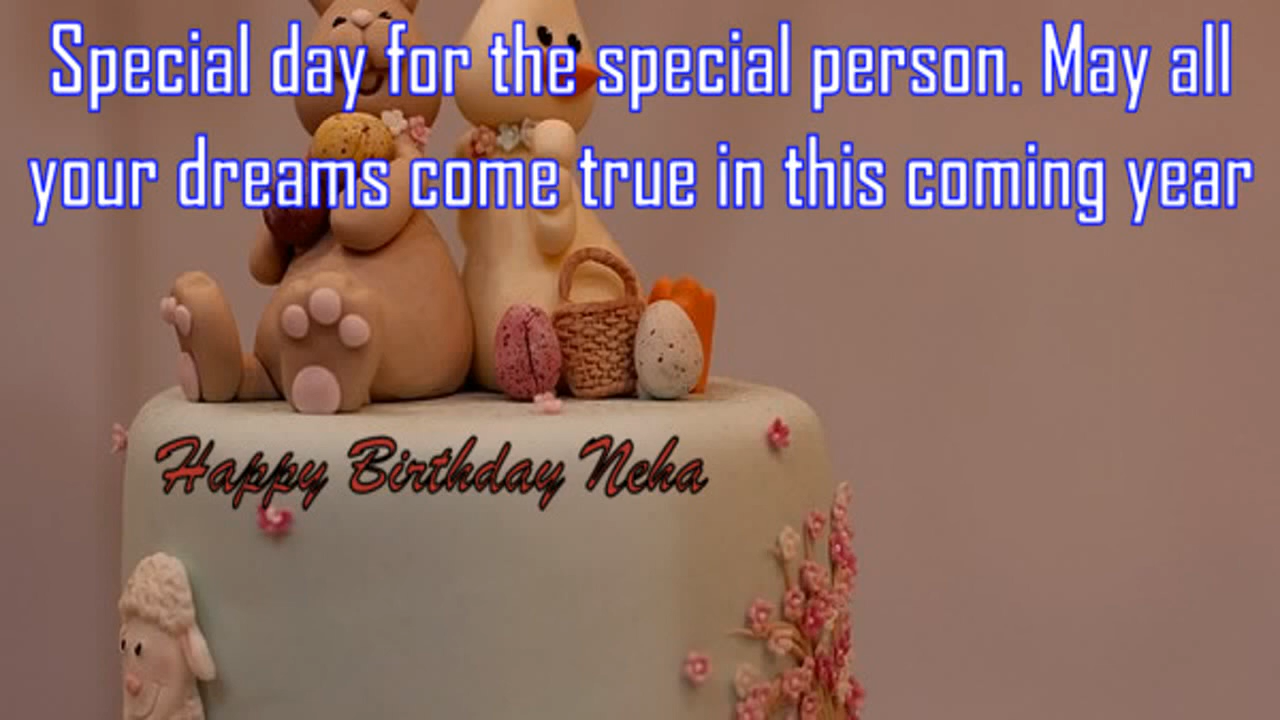 Special day for the special person. May all
your dreams come true in this coming year
Happy Birthday Neha